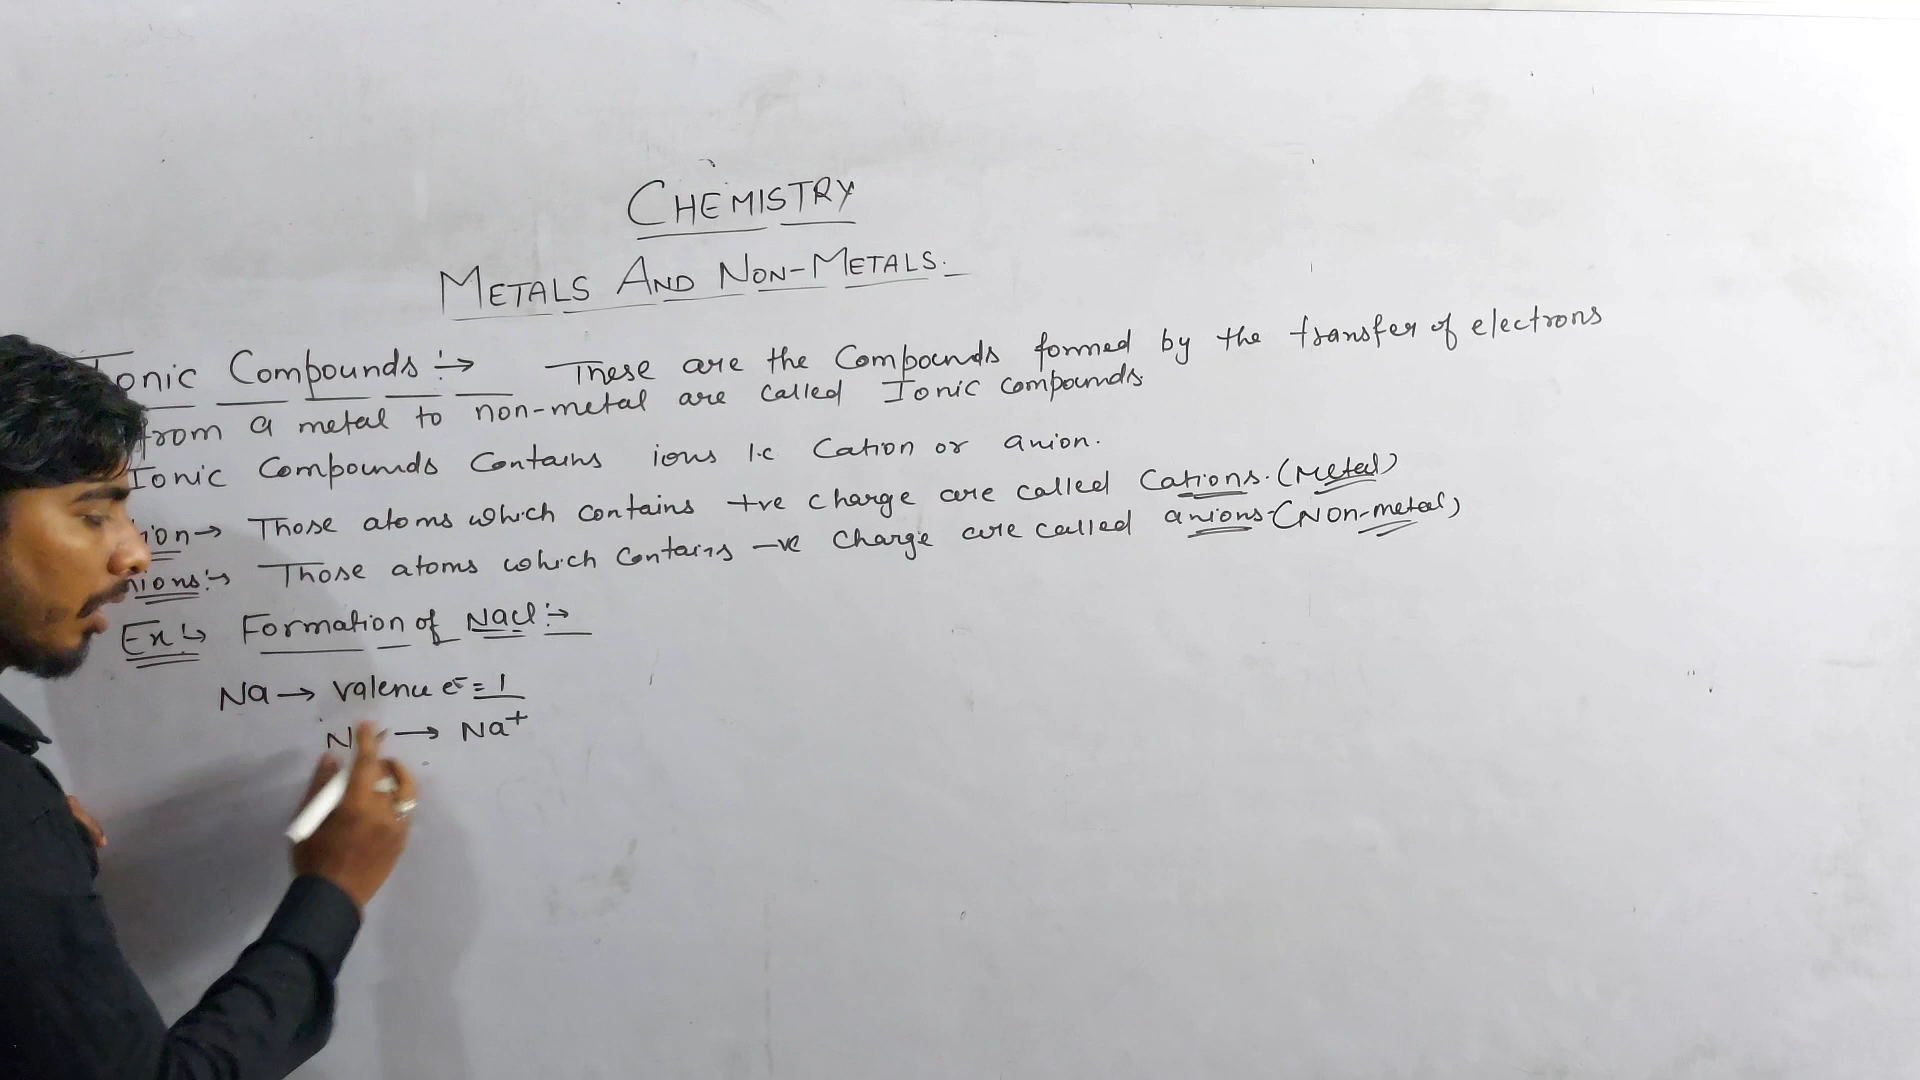 CHEMISTRY
METALS AND NON-METALS.
Ionic Compounds :→ These are the Compounds formed by the transfer of electrons
from a metal to non-metal are called Ionic compounds.
Ionic Compounds Contains ions i.e Cation or anion.
ion→ Those atoms which contains +ve charge are called Cations. (Metal)
nions:→ Those atoms which Contains -ve Charge are called anions (Non-metal)
Ex:→ Formation of NaCl:→
Na → Valence e⁻ = 1
N → Na⁺